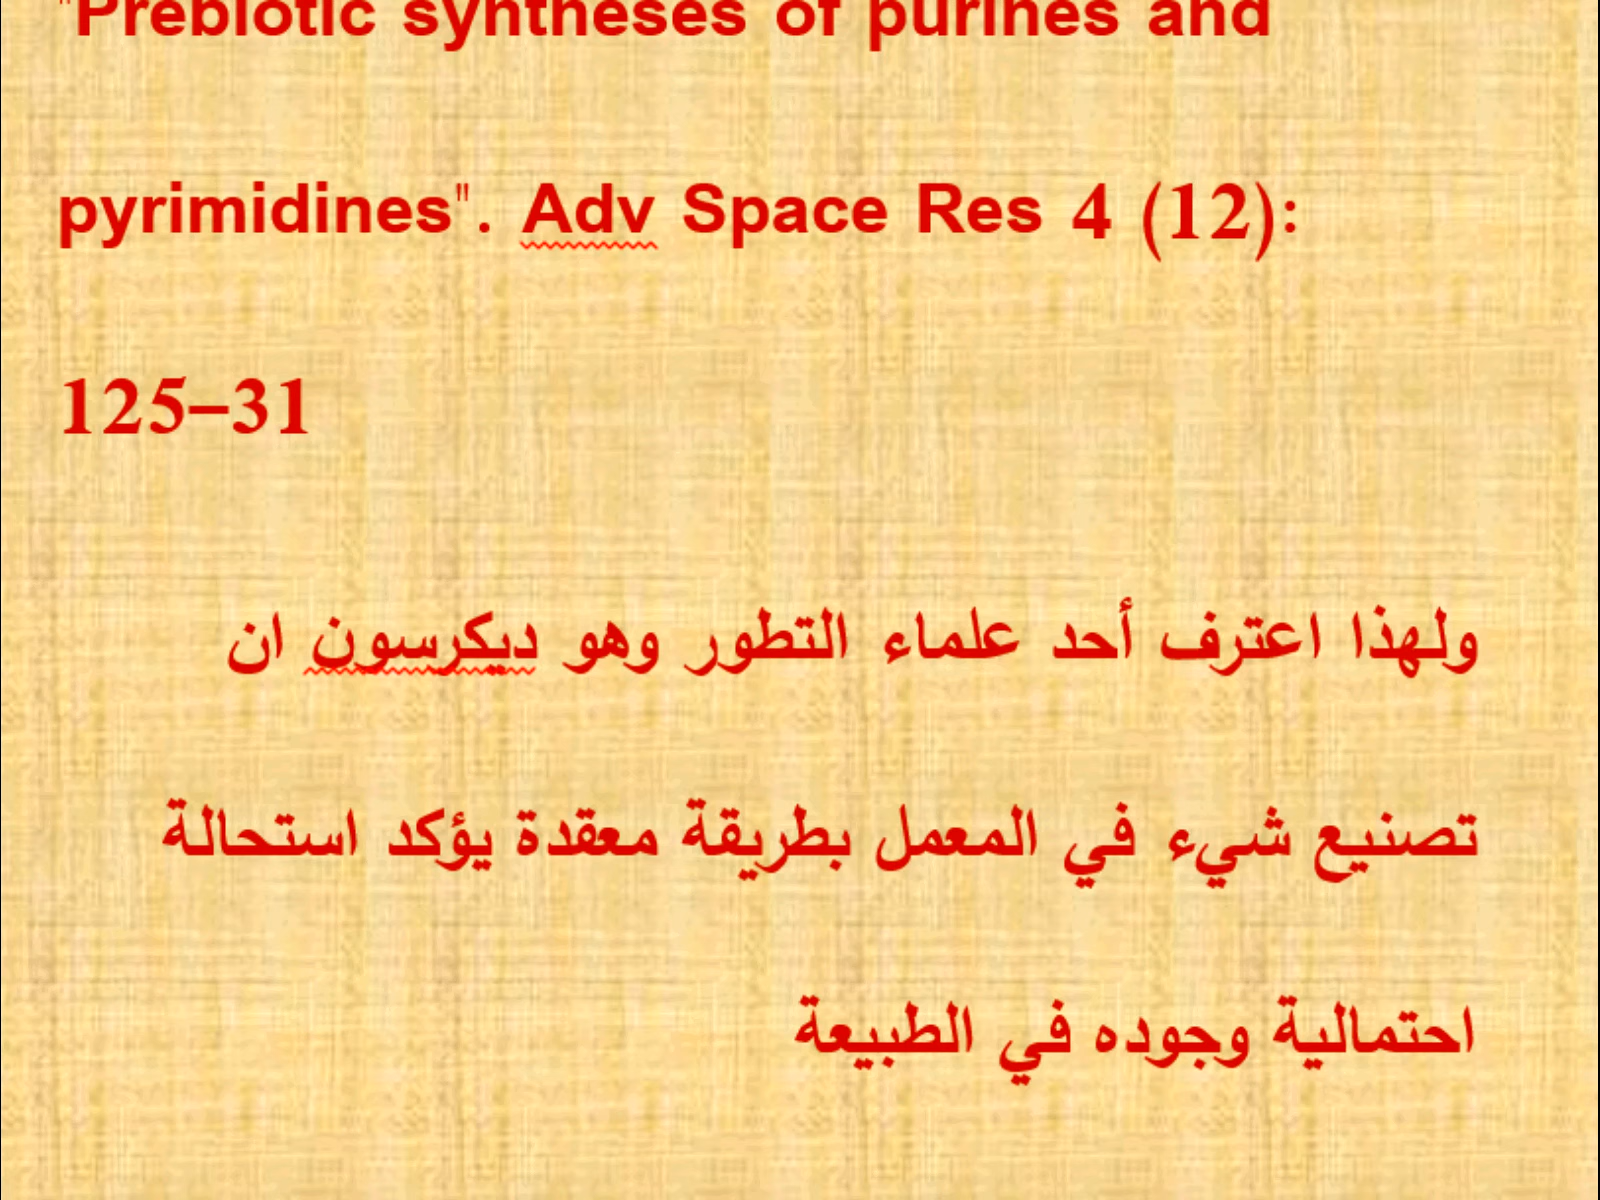 "Prebiotic syntheses of purines and
pyrimidines". Adv Space Res 4 (12):
125–31
ولهذا اعترف أحد علماء التطور وهو ديكرسون ان
تصنيع شيء في المعمل بطريقة معقدة يؤكد استحالة
احتمالية وجوده في الطبيعة